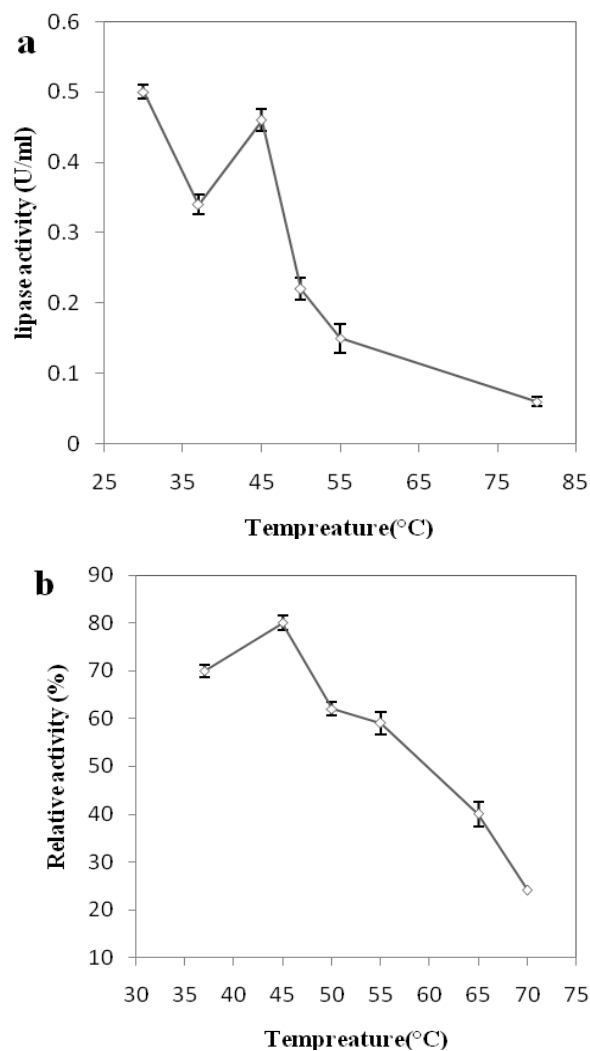 a
lipase activity (U/ml)
0.6
0.5
0.4
0.3
0.2
0.1
0
25 35 45 55 65 75 85
Tempreature(°C)
b
Relative activity (%)
90
80
70
60
50
40
30
20
10
30 35 40 45 50 55 60 65 70 75
Tempreature(°C)